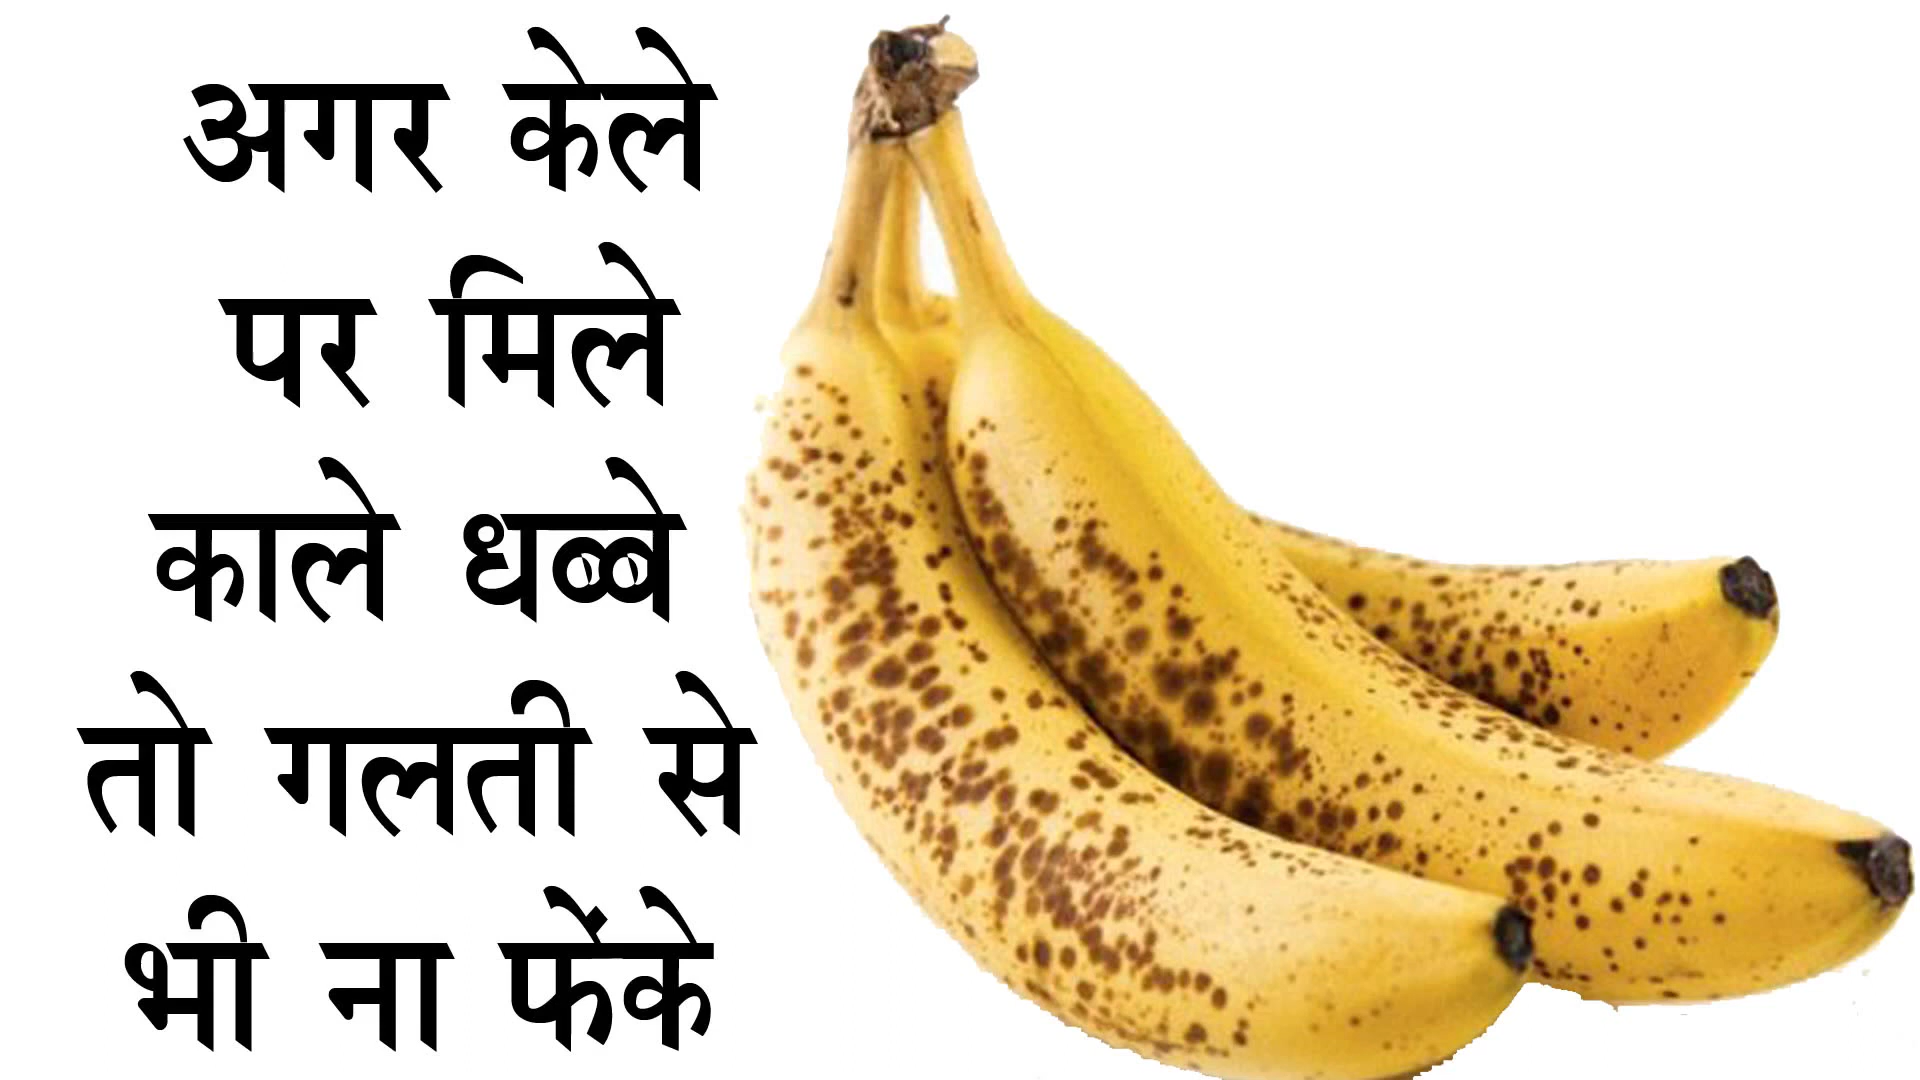 अगर केले
पर मिले
काले धब्बे
तो गलती से
भी ना फेंके